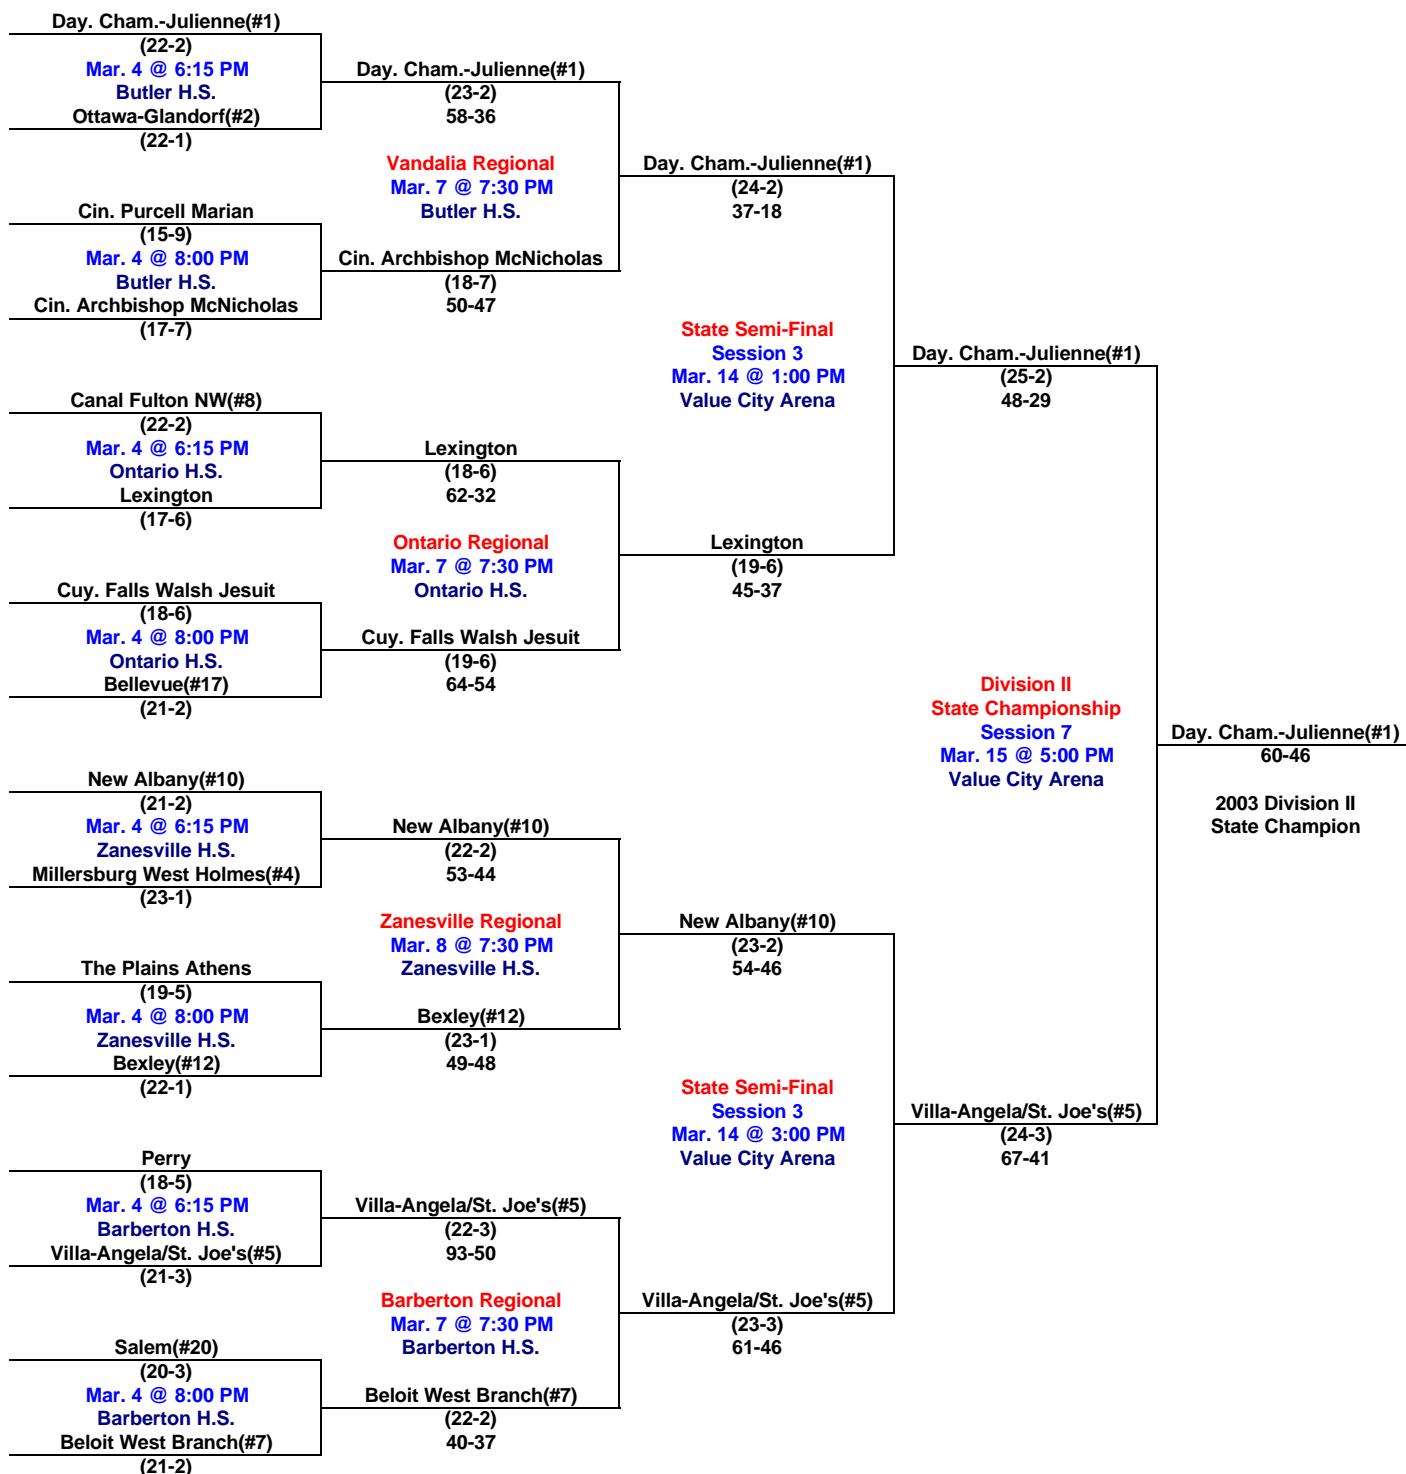 Day. Cham.-Julienne(#1)
(22-2)
Mar. 4 @ 6:15 PM
Butler H.S.
Ottawa-Glandorf(#2)
(22-1)
Cin. Purcell Marian
(15-9)
Mar. 4 @ 8:00 PM
Butler H.S.
Cin. Archbishop McNicholas
(17-7)
Canal Fulton NW(#8)
(22-2)
Mar. 4 @ 6:15 PM
Ontario H.S.
Lexington
(17-6)
Cuy. Falls Walsh Jesuit
(18-6)
Mar. 4 @ 8:00 PM
Ontario H.S.
Bellevue(#17)
(21-2)
New Albany(#10)
(21-2)
Mar. 4 @ 6:15 PM
Zanesville H.S.
Millersburg West Holmes(#4)
(23-1)
The Plains Athens
(19-5)
Mar. 4 @ 8:00 PM
Zanesville H.S.
Bexley(#12)
(22-1)
Perry
(18-5)
Mar. 4 @ 6:15 PM
Barberton H.S.
Villa-Angela/St. Joe's(#5)
(21-3)
Salem(#20)
(20-3)
Mar. 4 @ 8:00 PM
Barberton H.S.
Beloit West Branch(#7)
(21-2)
Day. Cham.-Julienne(#1)
(23-2)
58-36
Vandalia Regional
Mar. 7 @ 7:30 PM
Butler H.S.
Cin. Archbishop McNicholas
(18-7)
50-47
Lexington
(18-6)
62-32
Ontario Regional
Mar. 7 @ 7:30 PM
Ontario H.S.
Cuy. Falls Walsh Jesuit
(19-6)
64-54
New Albany(#10)
(22-2)
53-44
Zanesville Regional
Mar. 8 @ 7:30 PM
Zanesville H.S.
Bexley(#12)
(23-1)
49-48
Villa-Angela/St. Joe's(#5)
(22-3)
93-50
Barberton Regional
Mar. 7 @ 7:30 PM
Barberton H.S.
Beloit West Branch(#7)
(22-2)
40-37
Day. Cham.-Julienne(#1)
(24-2)
37-18
State Semi-Final
Session 3
Mar. 14 @ 1:00 PM
Value City Arena
Lexington
(19-6)
45-37
New Albany(#10)
(23-2)
54-46
State Semi-Final
Session 3
Mar. 14 @ 3:00 PM
Value City Arena
Villa-Angela/St. Joe's(#5)
(23-3)
61-46
Day. Cham.-Julienne(#1)
(25-2)
48-29
Division II
State Championship
Session 7
Mar. 15 @ 5:00 PM
Value City Arena
Villa-Angela/St. Joe's(#5)
(24-3)
67-41
Day. Cham.-Julienne(#1)
60-46
2003 Division II
State Champion